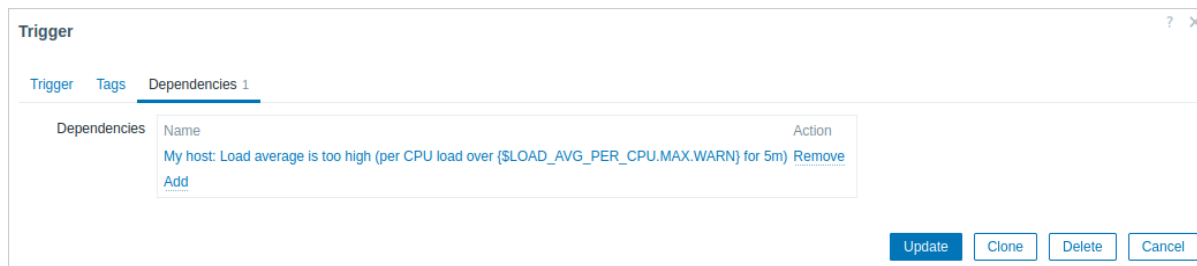 Trigger ? ×
Trigger Tags Dependencies 1
Dependencies Name Action
My host: Load average is too high (per CPU load over {$LOAD_AVG_PER_CPU.MAX.WARN} for 5m) Remove
Add
Update Clone Delete Cancel